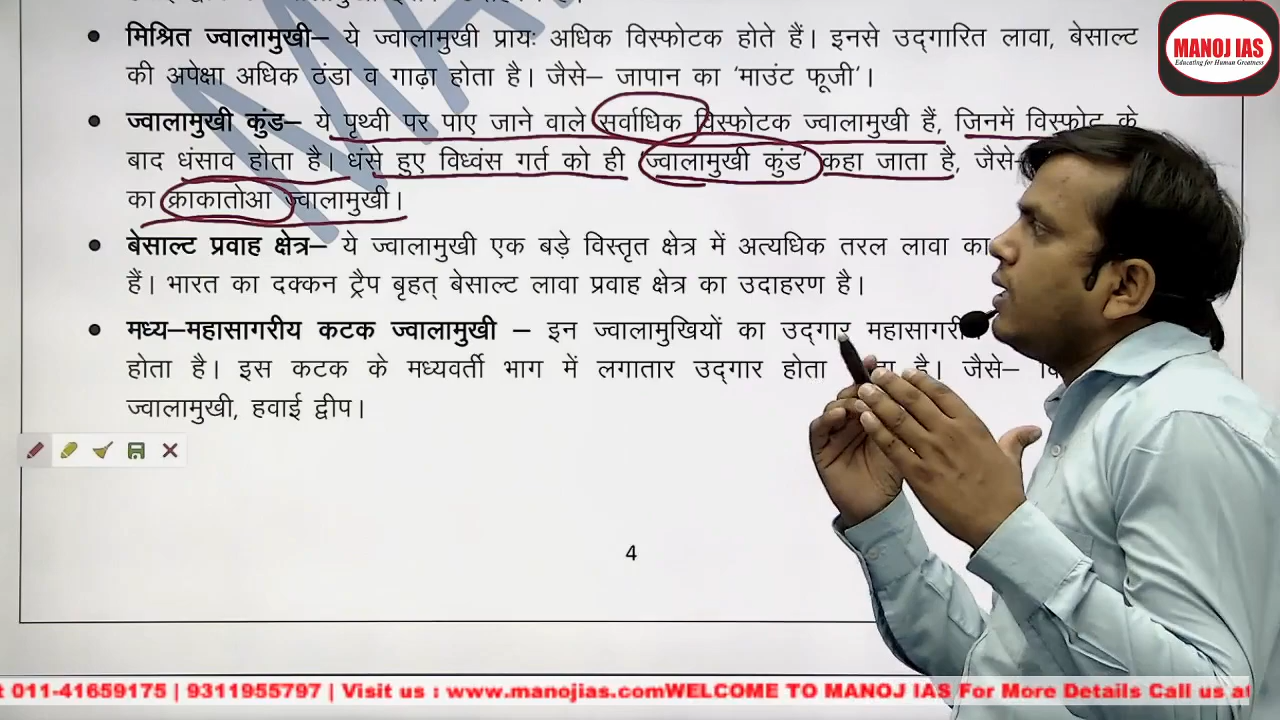 MANOJ IAS
Educating for Human Greatness
मिश्रित ज्वालामुखी– ये ज्वालामुखी प्रायः अधिक विस्फोटक होते हैं। इनसे उद्गारित लावा, बेसाल्ट
की अपेक्षा अधिक ठंडा व गाढ़ा होता है। जैसे– जापान का 'माउंट फूजी'।
ज्वालामुखी कुंड– ये पृथ्वी पर पाए जाने वाले सर्वाधिक विस्फोटक ज्वालामुखी हैं, जिनमें विस्फोट के
बाद धंसाव होता है। धंसे हुए विध्वंस गर्त को ही 'ज्वालामुखी कुंड' कहा जाता है, जैसे–
का क्राकातोआ ज्वालामुखी।
बेसाल्ट प्रवाह क्षेत्र– ये ज्वालामुखी एक बड़े विस्तृत क्षेत्र में अत्यधिक तरल लावा का
हैं। भारत का दक्कन ट्रैप बृहत् बेसाल्ट लावा प्रवाह क्षेत्र का उदाहरण है।
मध्य–महासागरीय कटक ज्वालामुखी – इन ज्वालामुखियों का उद्गार
होता है। इस कटक के मध्यवर्ती भाग में लगातार उद्गार होता है। जैसे–
ज्वालामुखी, हवाई द्वीप।
4
011-41659175 | 9311955797 | Visit us : www.manojias.comWELCOME TO MANOJ IAS For More Details Call us at